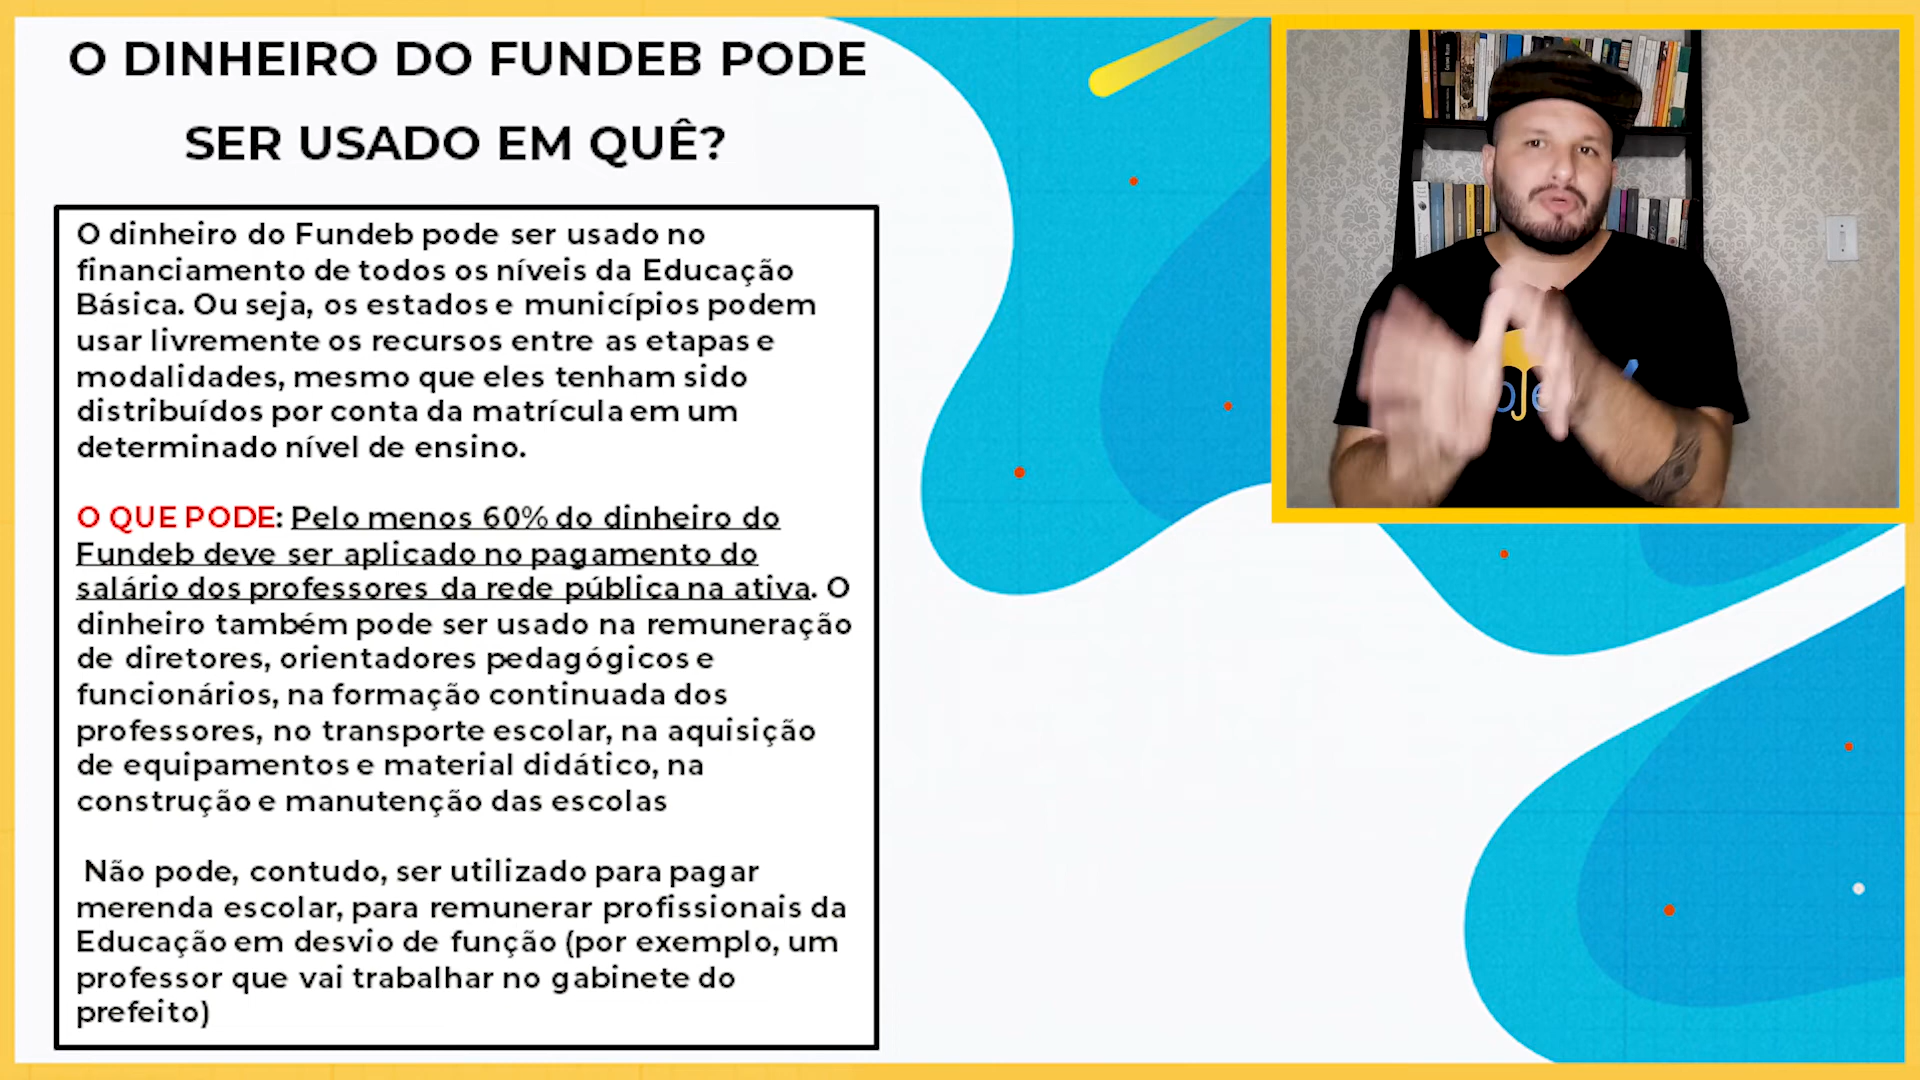 O DINHEIRO DO FUNDEB PODE
SER USADO EM QUÊ?
O dinheiro do Fundeb pode ser usado no
financiamento de todos os níveis da Educação
Básica. Ou seja, os estados e municípios podem
usar livremente os recursos entre as etapas e
modalidades, mesmo que eles tenham sido
distribuídos por conta da matrícula em um
determinado nível de ensino.
O QUE PODE: Pelo menos 60% do dinheiro do
Fundeb deve ser aplicado no pagamento do
salário dos professores da rede pública na ativa. O
dinheiro também pode ser usado na remuneração
de diretores, orientadores pedagógicos e
funcionários, na formação continuada dos
professores, no transporte escolar, na aquisição
de equipamentos e material didático, na
construção e manutenção das escolas
Não pode, contudo, ser utilizado para pagar
merenda escolar, para remunerar profissionais da
Educação em desvio de função (por exemplo, um
professor que vai trabalhar no gabinete do
prefeito)